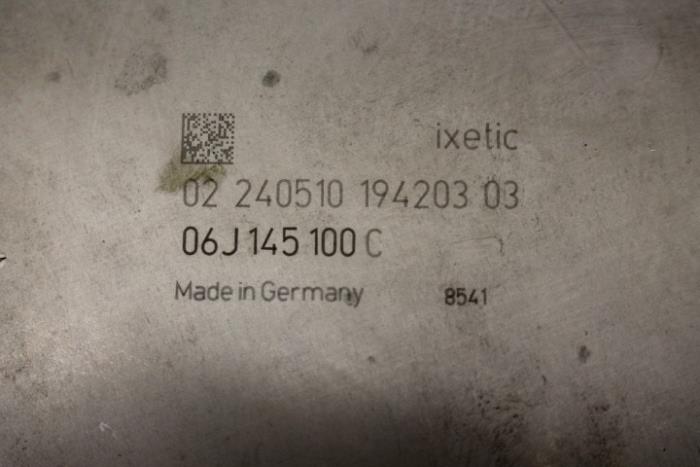 ixetic
02 240510 194203 03
06J 145 100 C
Made in Germany 8541